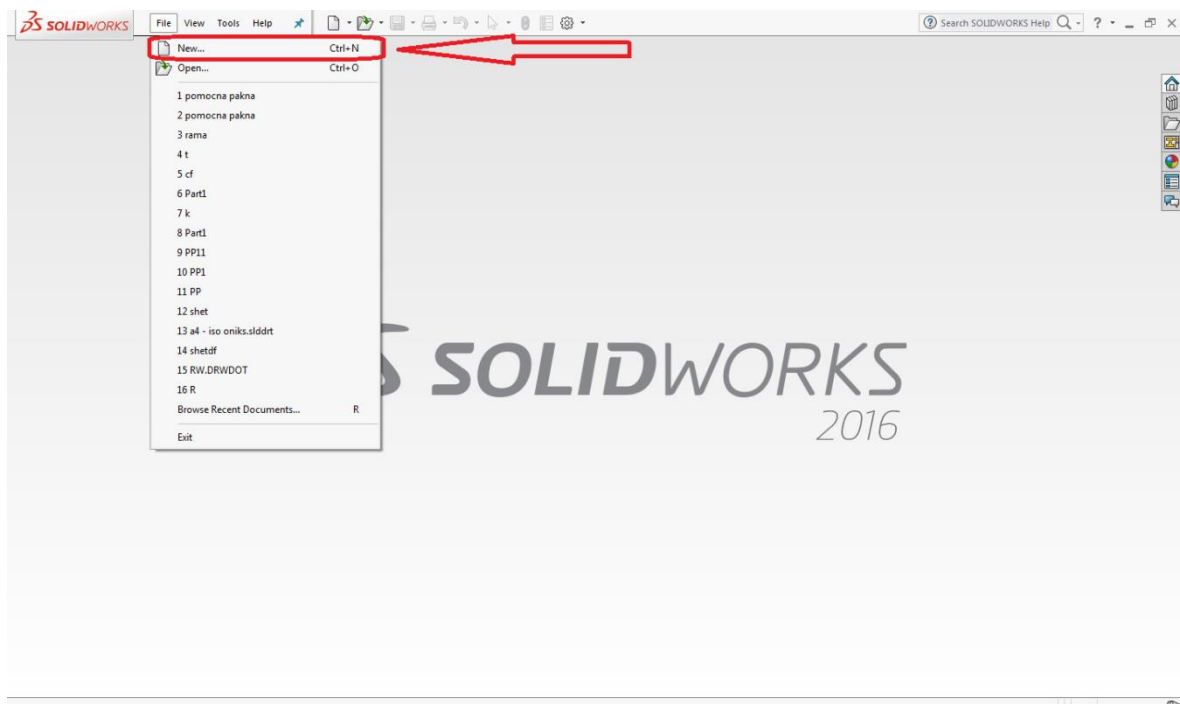 SOLIDWORKS File View Tools Help Search SOLIDWORKS Help ?
New... Ctrl+N
Open... Ctrl+O
1 pomocna pakna
2 pomocna pakna
3 rama
4 t
5 cf
6 Part1
7 k
8 Part1
9 PP11
10 PP1
11 PP
12 shet
13 a4 - iso oniks.slddrt
14 shetdf
15 RW.DRWDOT
16 R
Browse Recent Documents... R
Exit
SOLIDWORKS
2016